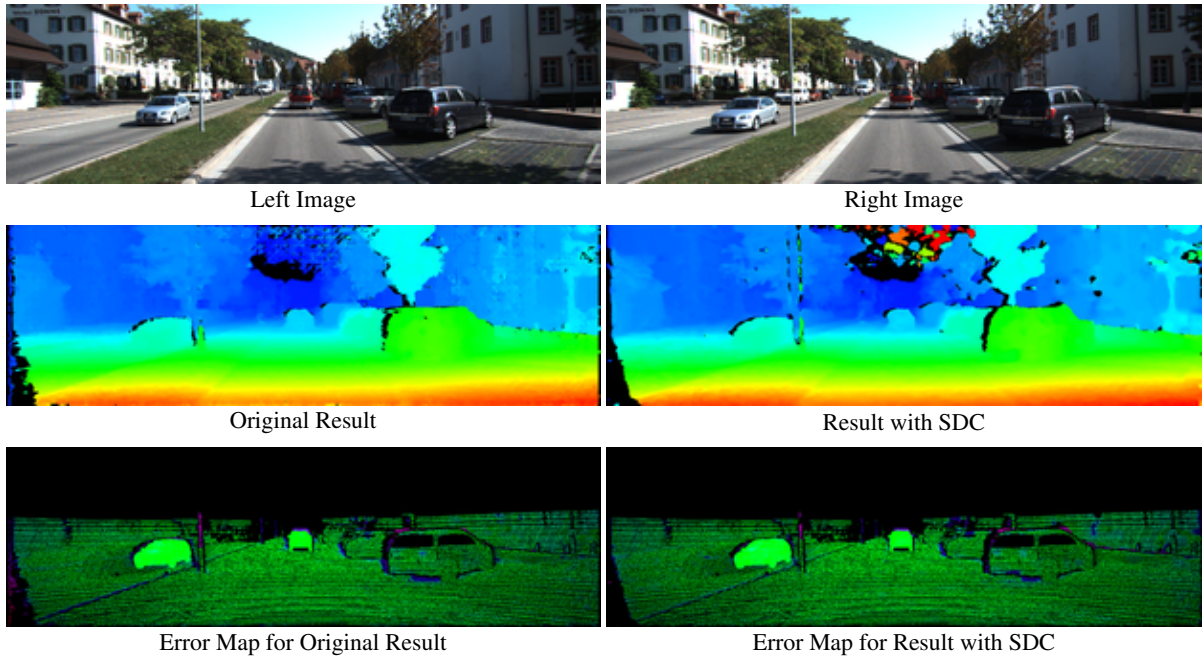 Left Image
Right Image
Original Result
Result with SDC
Error Map for Original Result
Error Map for Result with SDC